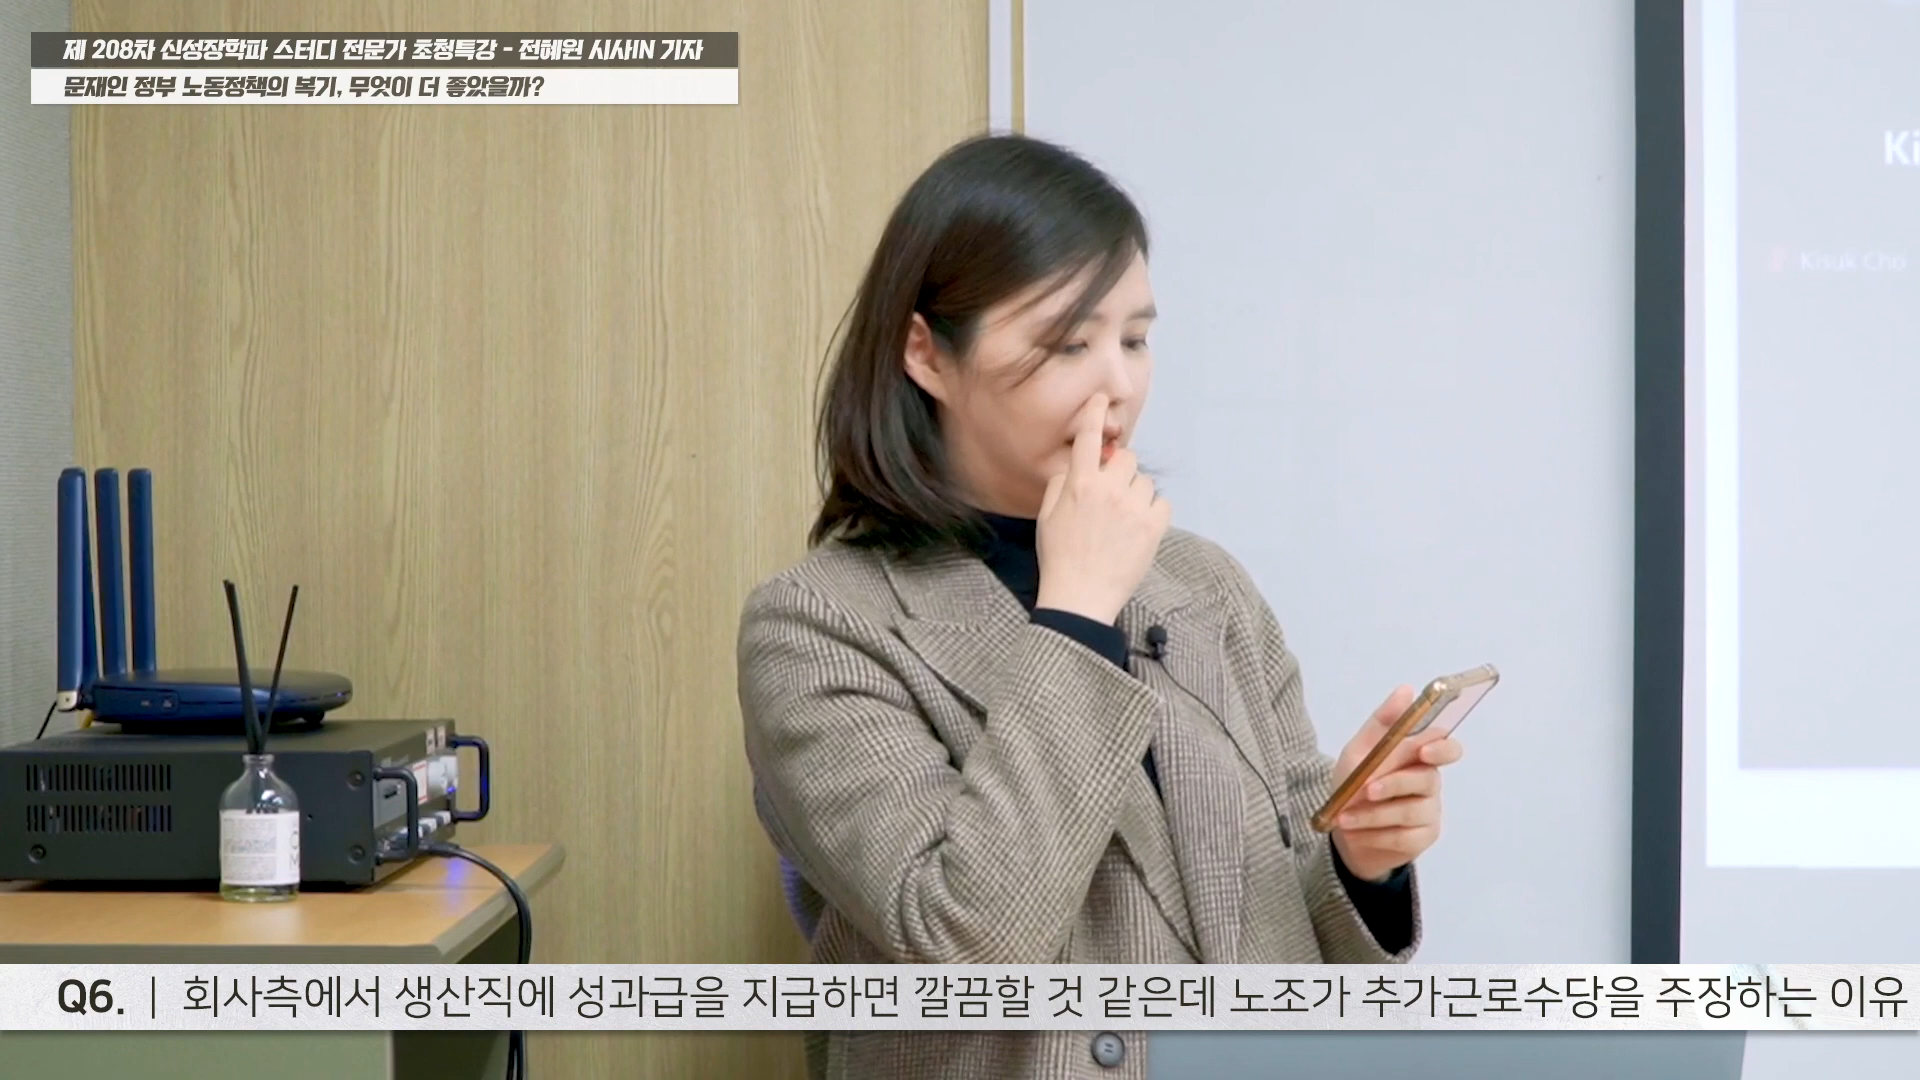 제 208차 신성장학파 스터디 전문가 초청특강 - 전혜원 시사IN 기자
문재인 정부 노동정책의 복기, 무엇이 더 좋았을까?
Ki
Kisuk Cho
Q6. | 회사측에서 생산직에 성과급을 지급하면 깔끔할 것 같은데 노조가 추가근로수당을 주장하는 이유